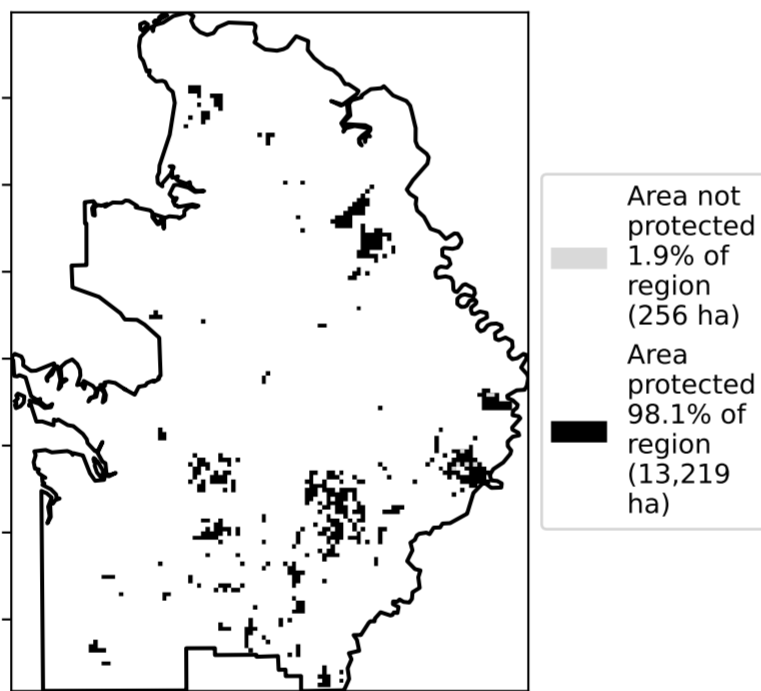 Area not
protected
1.9% of
region
(256 ha)
Area
protected
98.1% of
region
(13,219
ha)